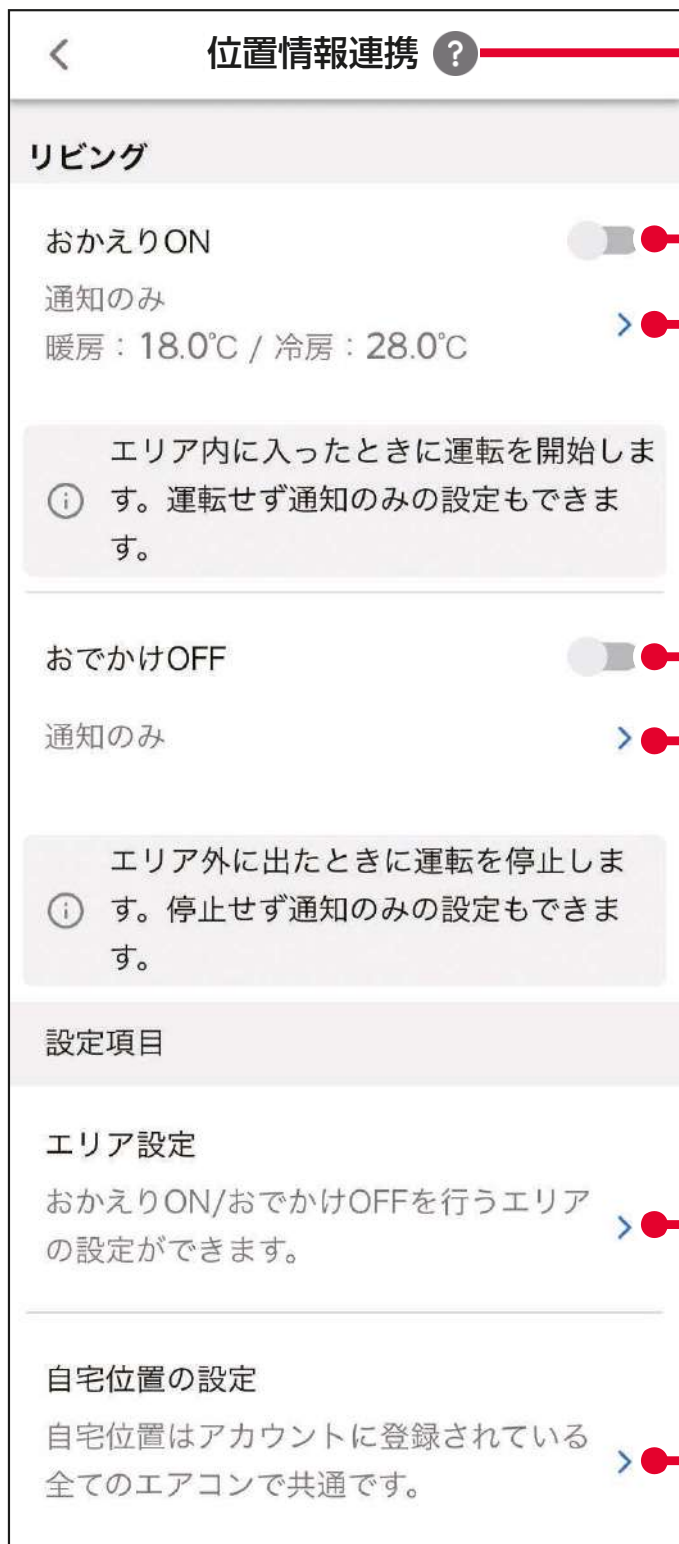 位置情報連携 ?
リビング
おかえりON
通知のみ
暖房：18.0℃ / 冷房：28.0℃
エリア内に入ったときに運転を開始しま
す。運転せず通知のみの設定もできま
す。
おでかけOFF
通知のみ
エリア外に出たときに運転を停止しま
す。停止せず通知のみの設定もできま
す。
設定項目
エリア設定
おかえりON/おでかけOFFを行うエリア
の設定ができます。
自宅位置の設定
自宅位置はアカウントに登録されている
全てのエアコンで共通です。